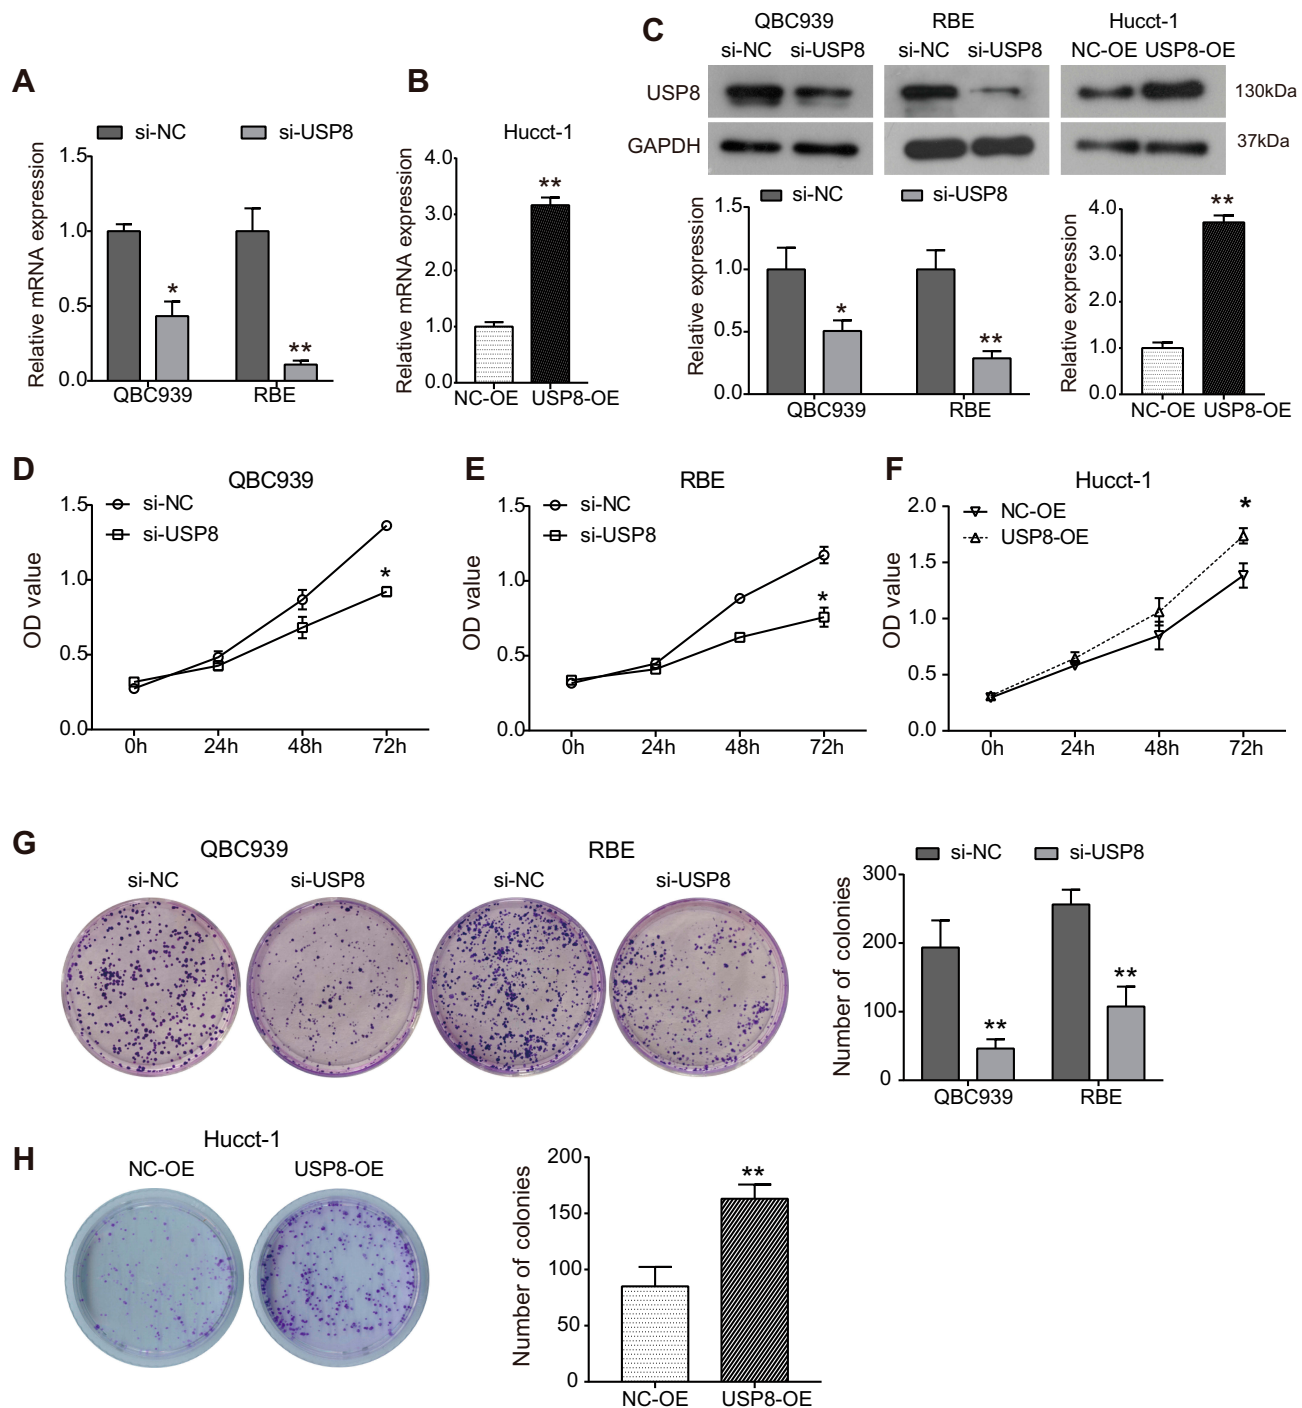 A
si-NC si-USP8
Relative mRNA expression
1.5
1.0
0.5
0.0
*
**
QBC939 RBE
B
Hucct-1
Relative mRNA expression
4.0
3.0
2.0
1.0
0.0
**
NC-OE USP8-OE
C
QBC939 RBE Hucct-1
si-NC si-USP8 si-NC si-USP8 NC-OE USP8-OE
USP8 130kDa
GAPDH 37kDa
si-NC si-USP8
Relative expression
1.5
1.0
0.5
0.0
*
**
QBC939 RBE
Relative expression
4.0
3.0
2.0
1.0
0.0
**
NC-OE USP8-OE
D
QBC939
si-NC
si-USP8
OD value
1.5
1.0
0.5
0.0
*
0h 24h 48h 72h
E
RBE
si-NC
si-USP8
OD value
1.5
1.0
0.5
0.0
*
0h 24h 48h 72h
F
Hucct-1
NC-OE
USP8-OE
OD value
2.0
1.5
1.0
0.5
0.0
*
0h 24h 48h 72h
G
QBC939 RBE
si-NC si-USP8 si-NC si-USP8
si-NC si-USP8
Number of colonies
300
200
100
0
**
**
QBC939 RBE
H
Hucct-1
NC-OE USP8-OE
Number of colonies
200
150
100
50
0
**
NC-OE USP8-OE